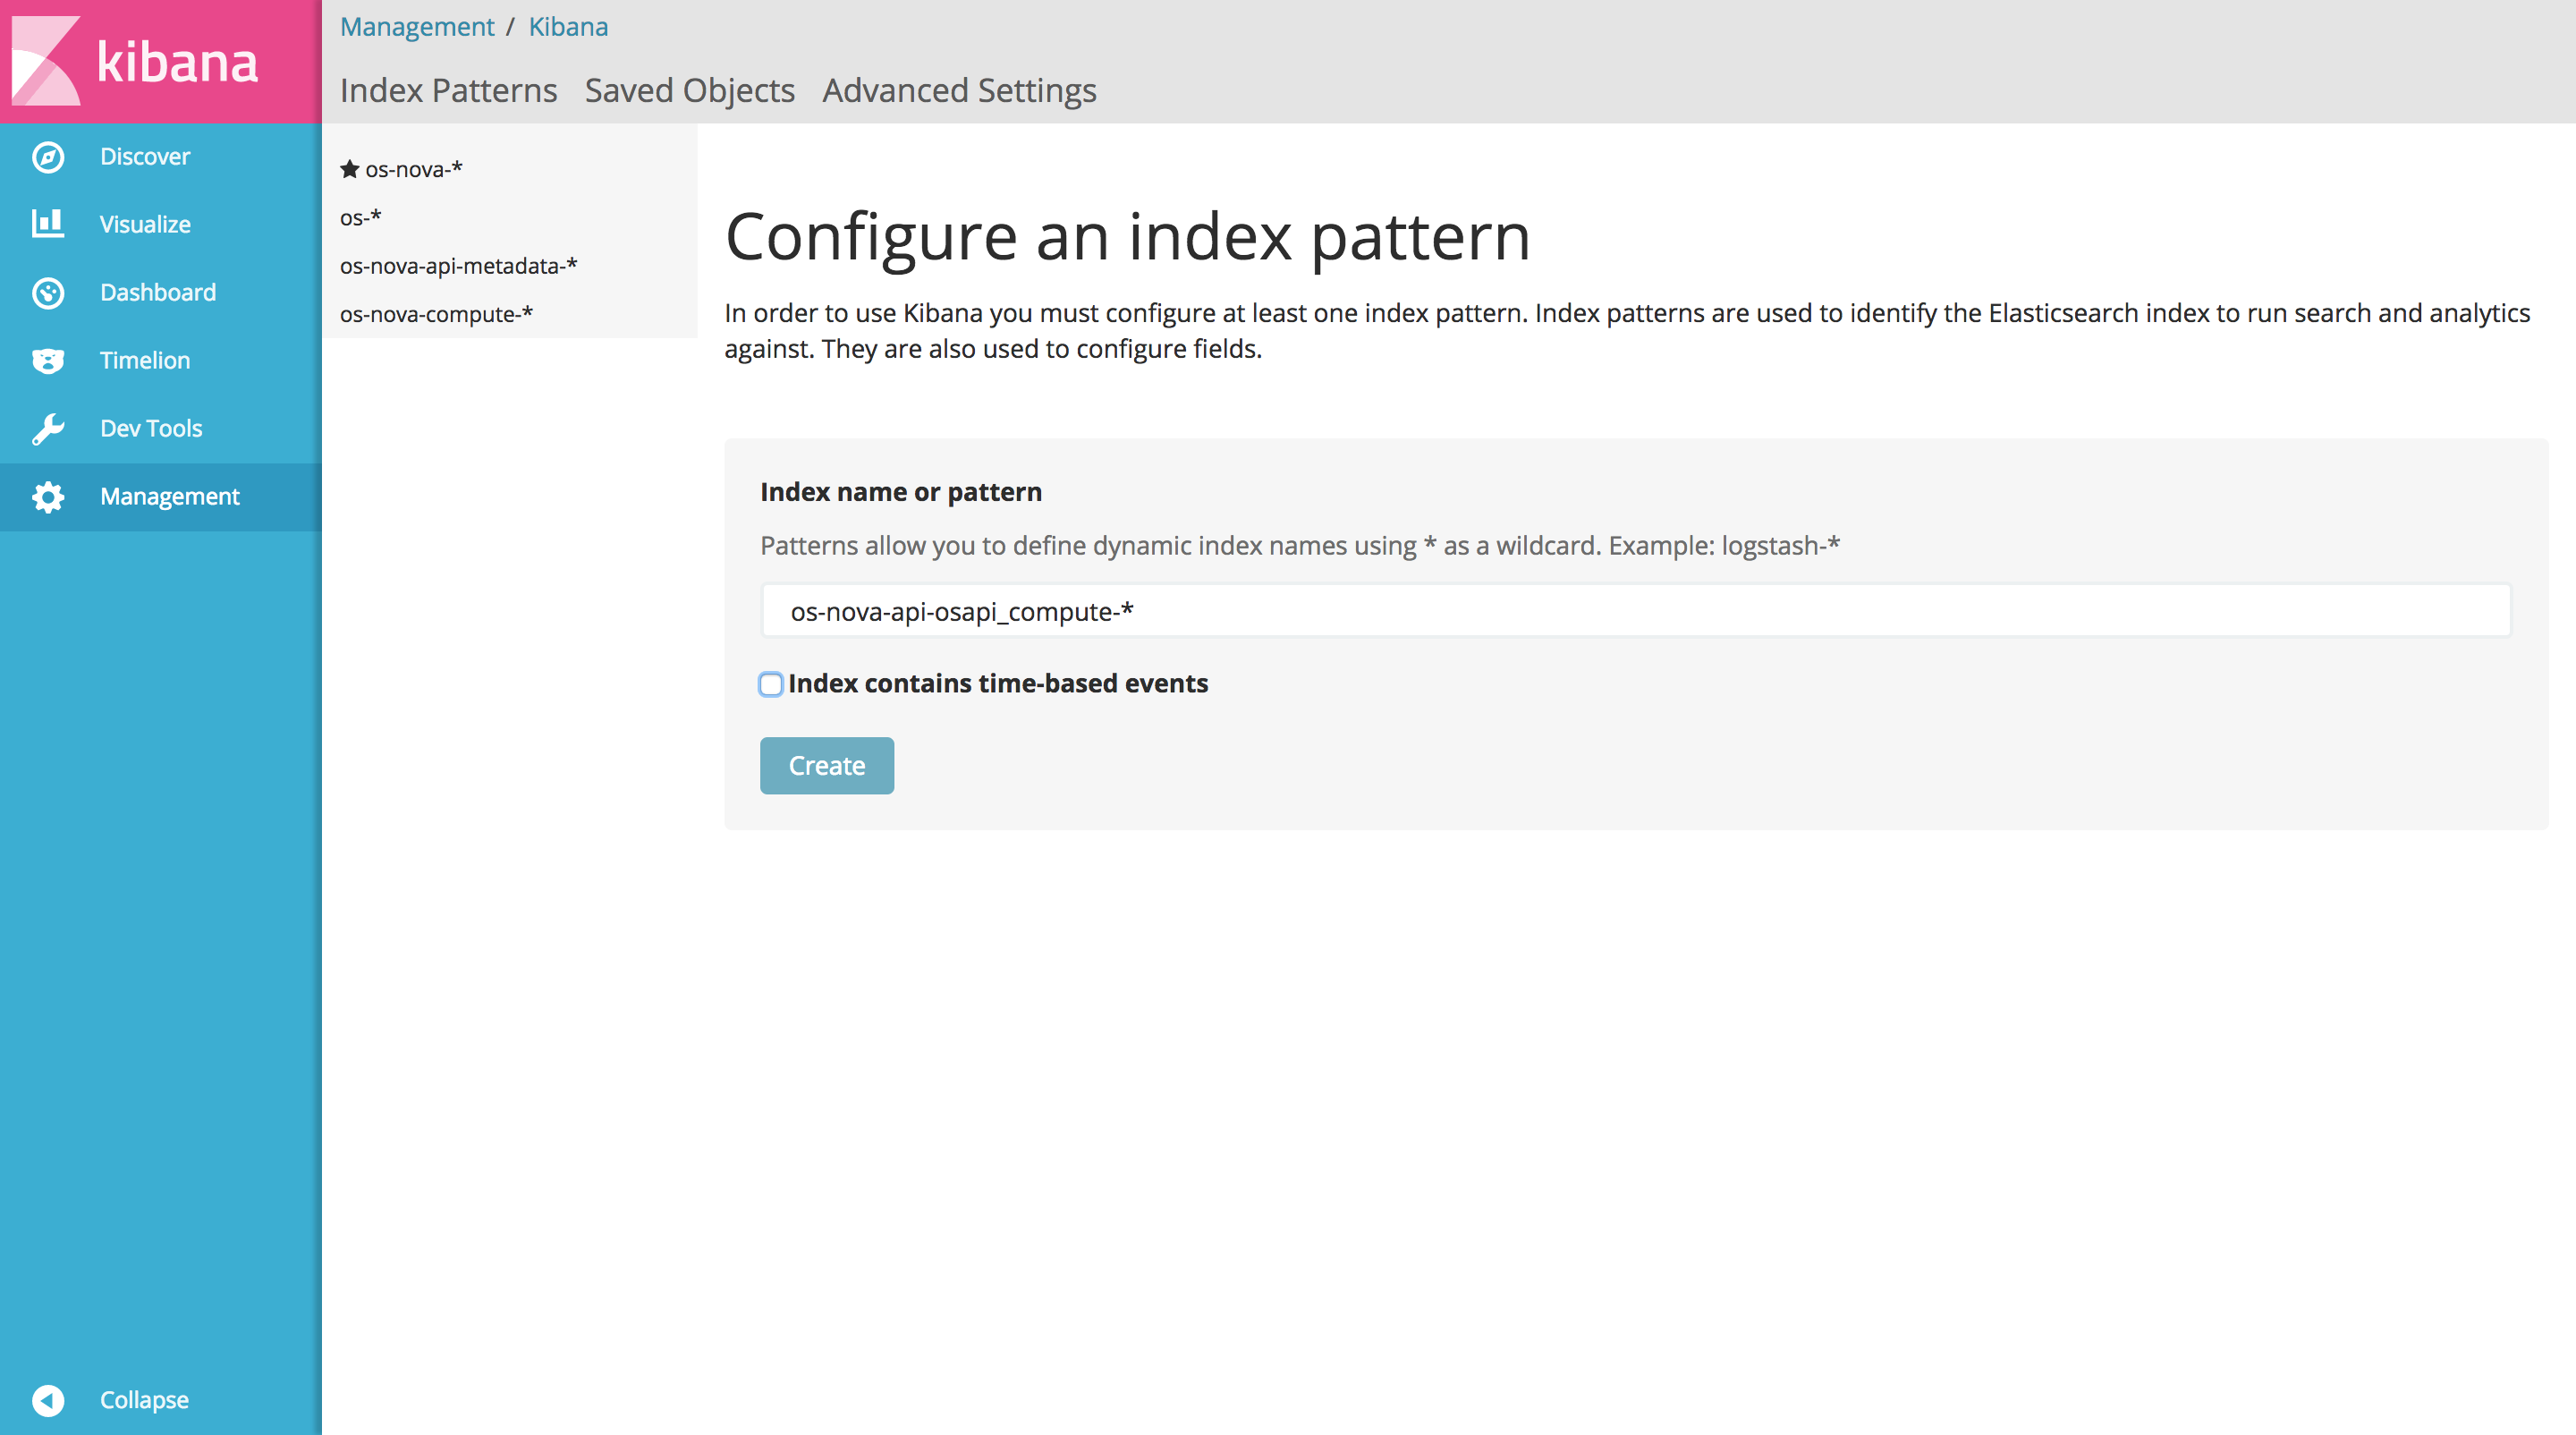 kibana
Discover
Visualize
Dashboard
Timelion
Dev Tools
Management
Collapse
Management / Kibana
Index Patterns Saved Objects Advanced Settings
os-nova-*
os-*
os-nova-api-metadata-*
os-nova-compute-*
Configure an index pattern
In order to use Kibana you must configure at least one index pattern. Index patterns are used to identify the Elasticsearch index to run search and analytics
against. They are also used to configure fields.
Index name or pattern
Patterns allow you to define dynamic index names using * as a wildcard. Example: logstash-*
os-nova-api-osapi_compute-*
Index contains time-based events
Create